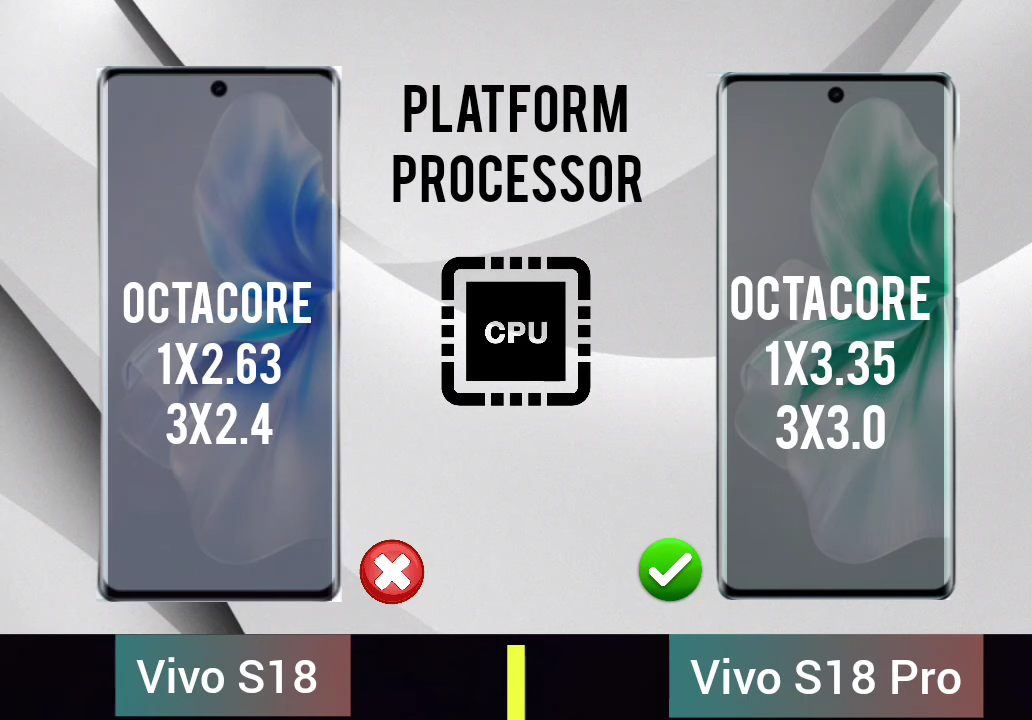 PLATFORM
PROCESSOR
CPU
OCTACORE
1X2.63
3X2.4
OCTACORE
1X3.35
3X3.0
Vivo S18
Vivo S18 Pro